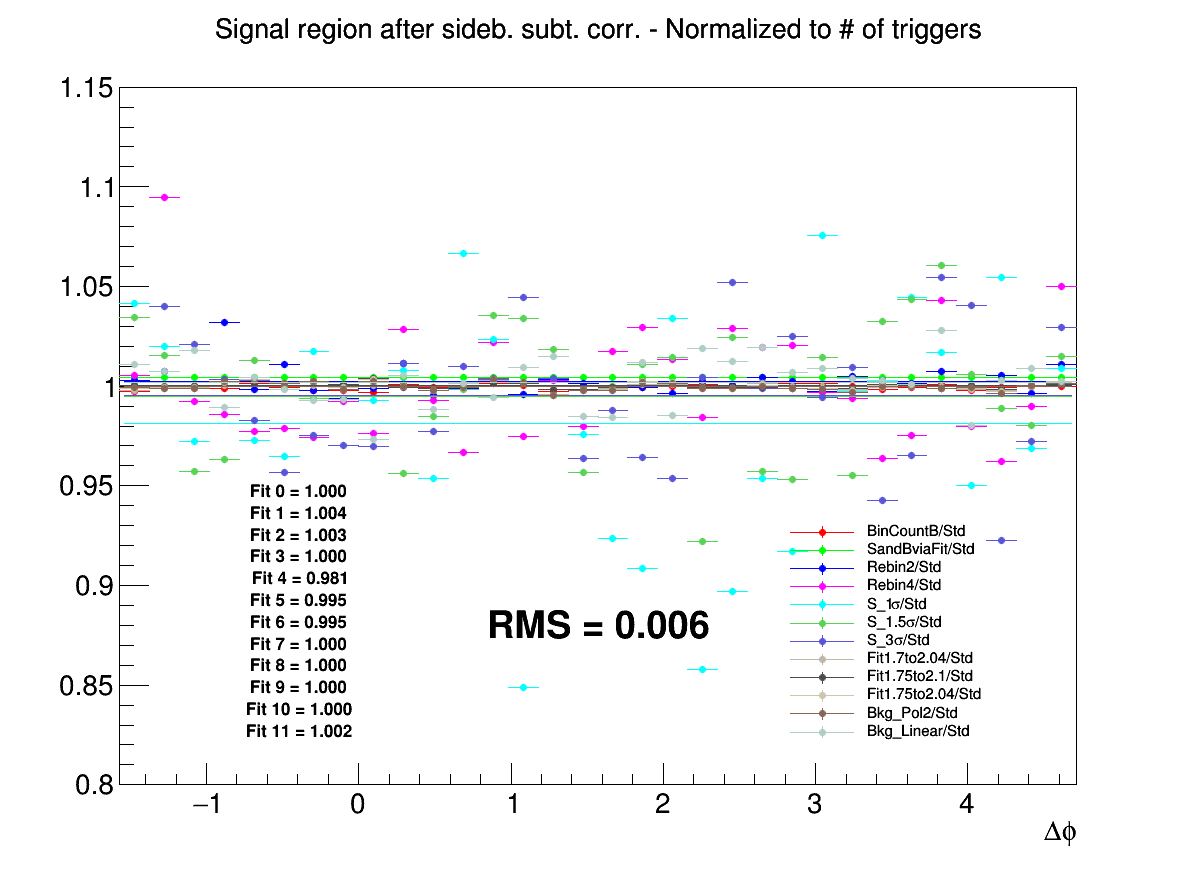 Signal region after sideb. subt. corr. - Normalized to # of triggers
1.15
1.1
1.05
1
0.95
0.9
0.85
0.8
Fit 0 = 1.000
Fit 1 = 1.004
Fit 2 = 1.003
Fit 3 = 1.000
Fit 4 = 0.981
Fit 5 = 0.995
Fit 6 = 0.995
Fit 7 = 1.000
Fit 8 = 1.000
Fit 9 = 1.000
Fit 10 = 1.000
Fit 11 = 1.002
RMS = 0.006
BinCountB/Std
SandBviaFit/Std
Rebin2/Std
Rebin4/Std
S_1σ/Std
S_1.5σ/Std
S_3σ/Std
Fit1.7to2.04/Std
Fit1.75to2.1/Std
Fit1.75to2.04/Std
Bkg_Pol2/Std
Bkg_Linear/Std
−1 0 1 2 3 4
Δϕ